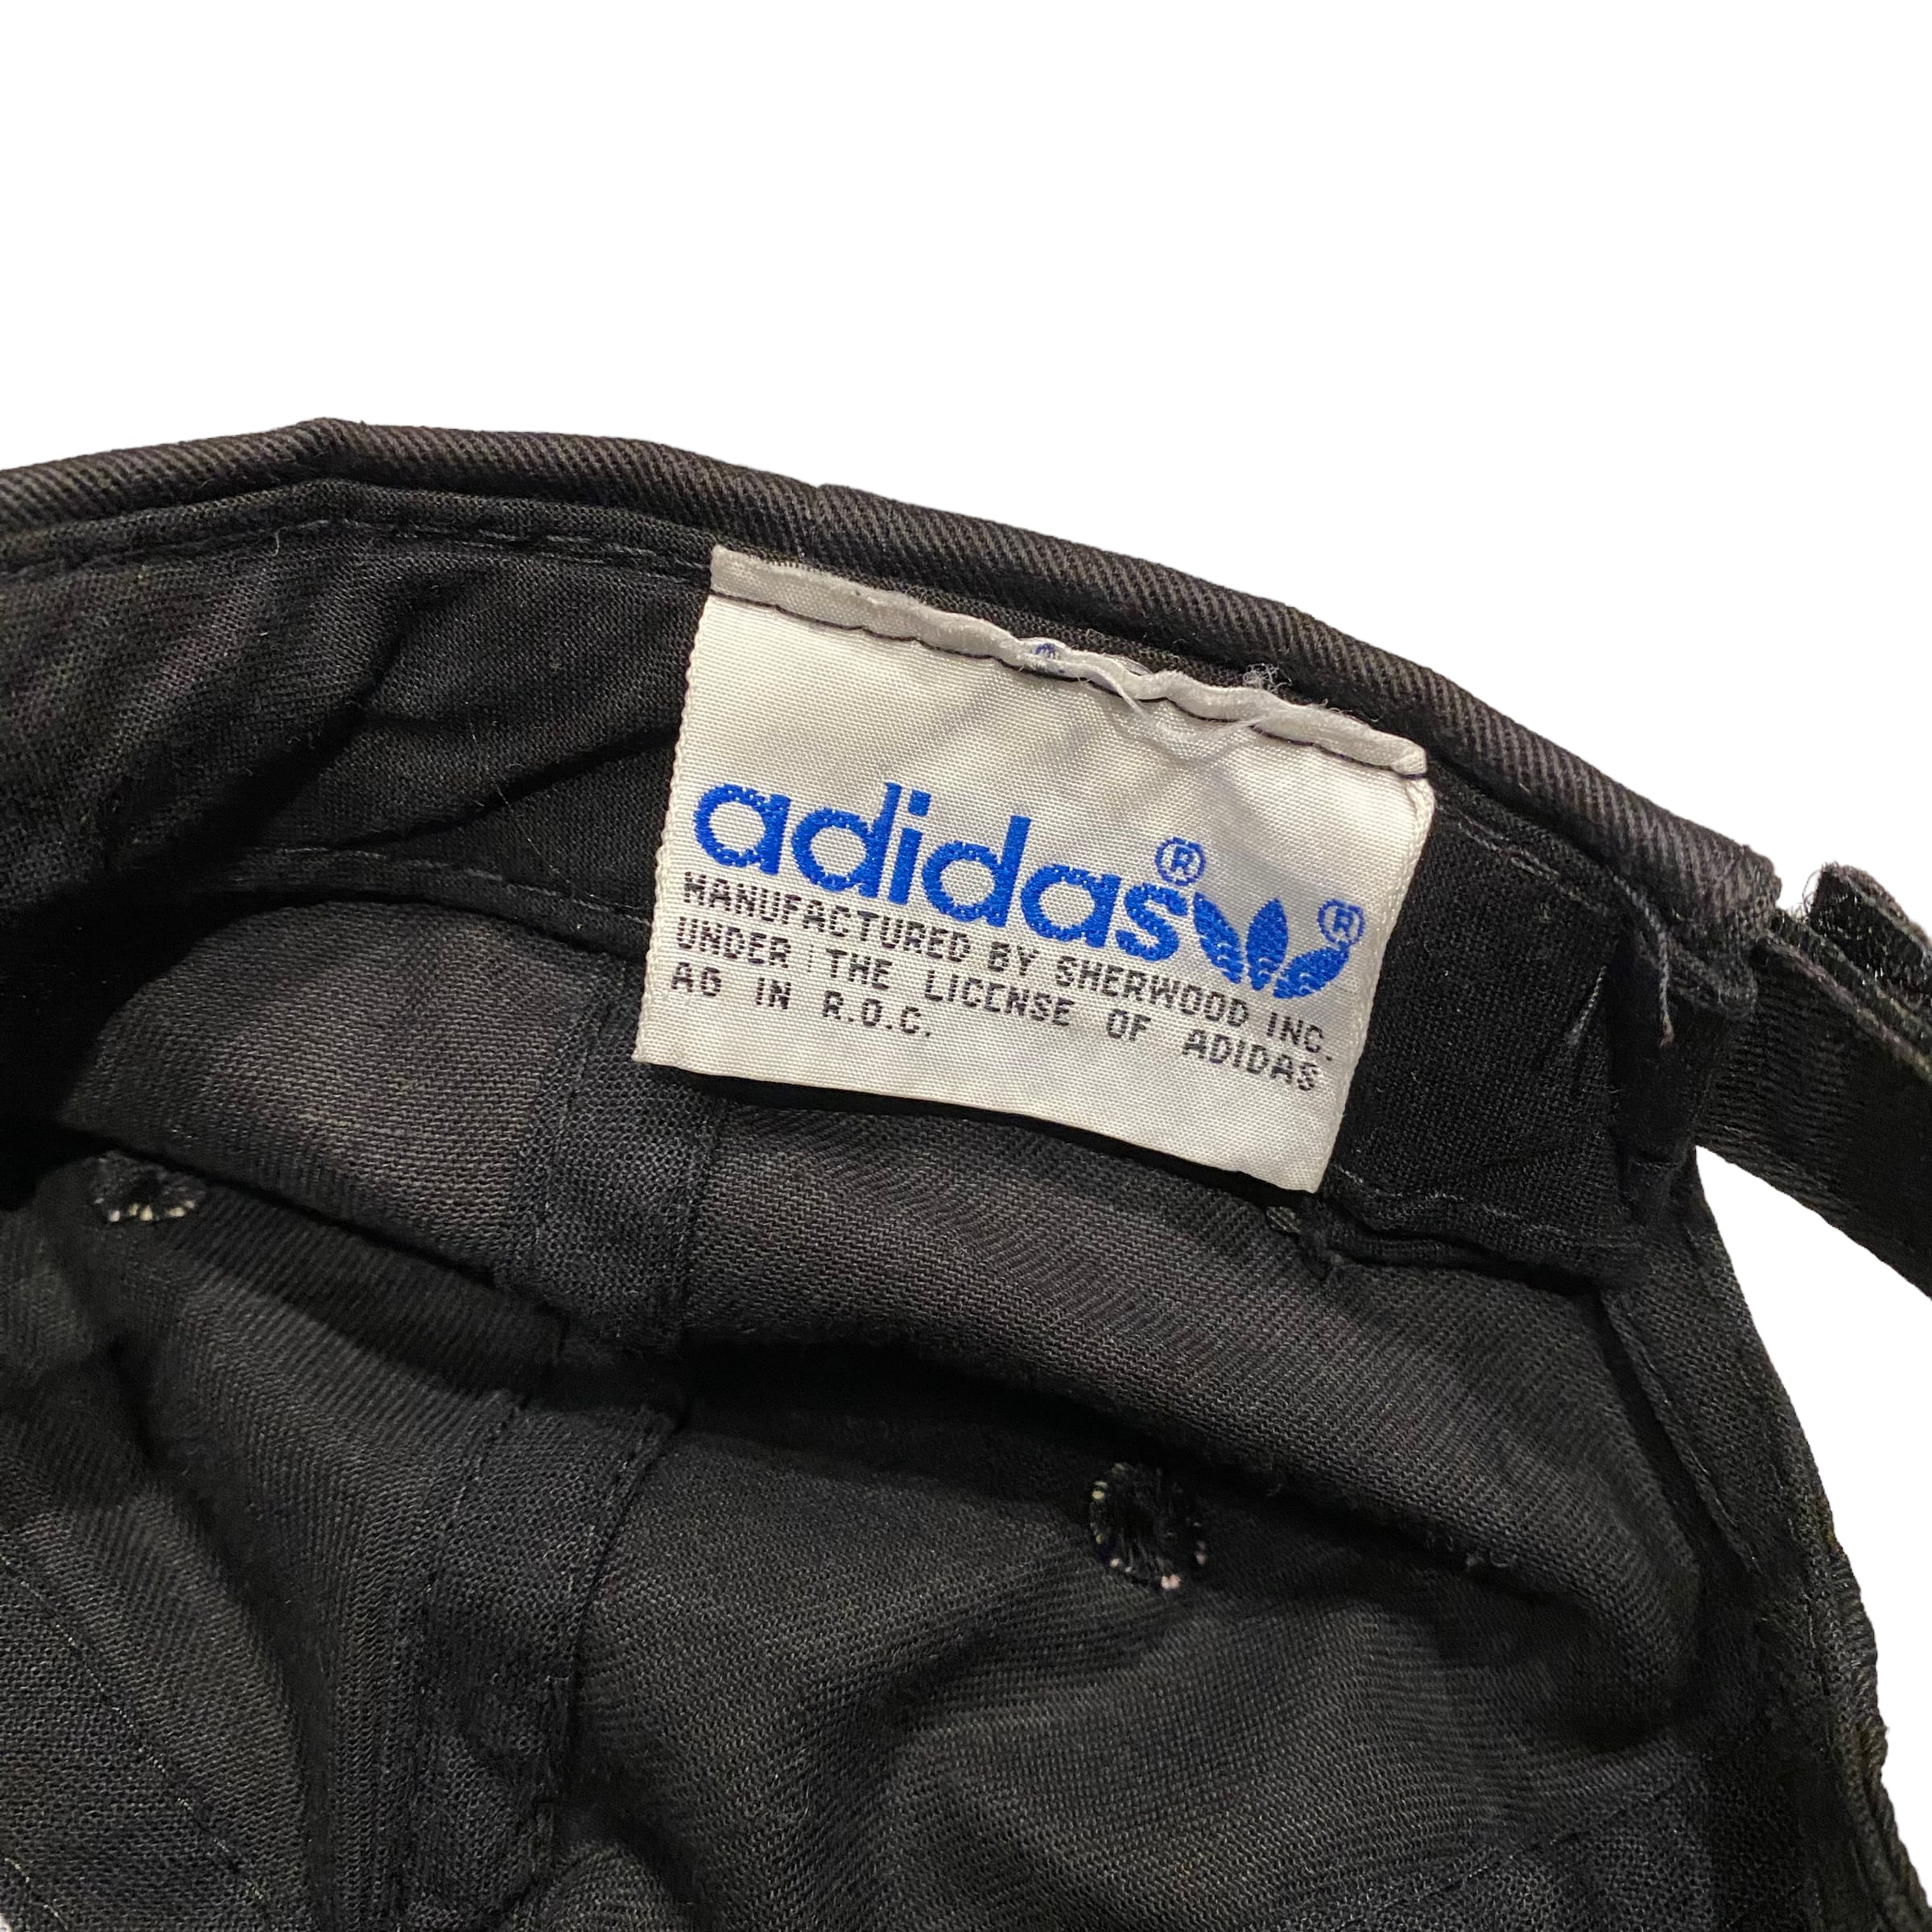 adidas®®
MANUFACTURED BY SHERWOOD INC.
UNDER THE LICENSE OF ADIDAS
AG IN R.O.C.